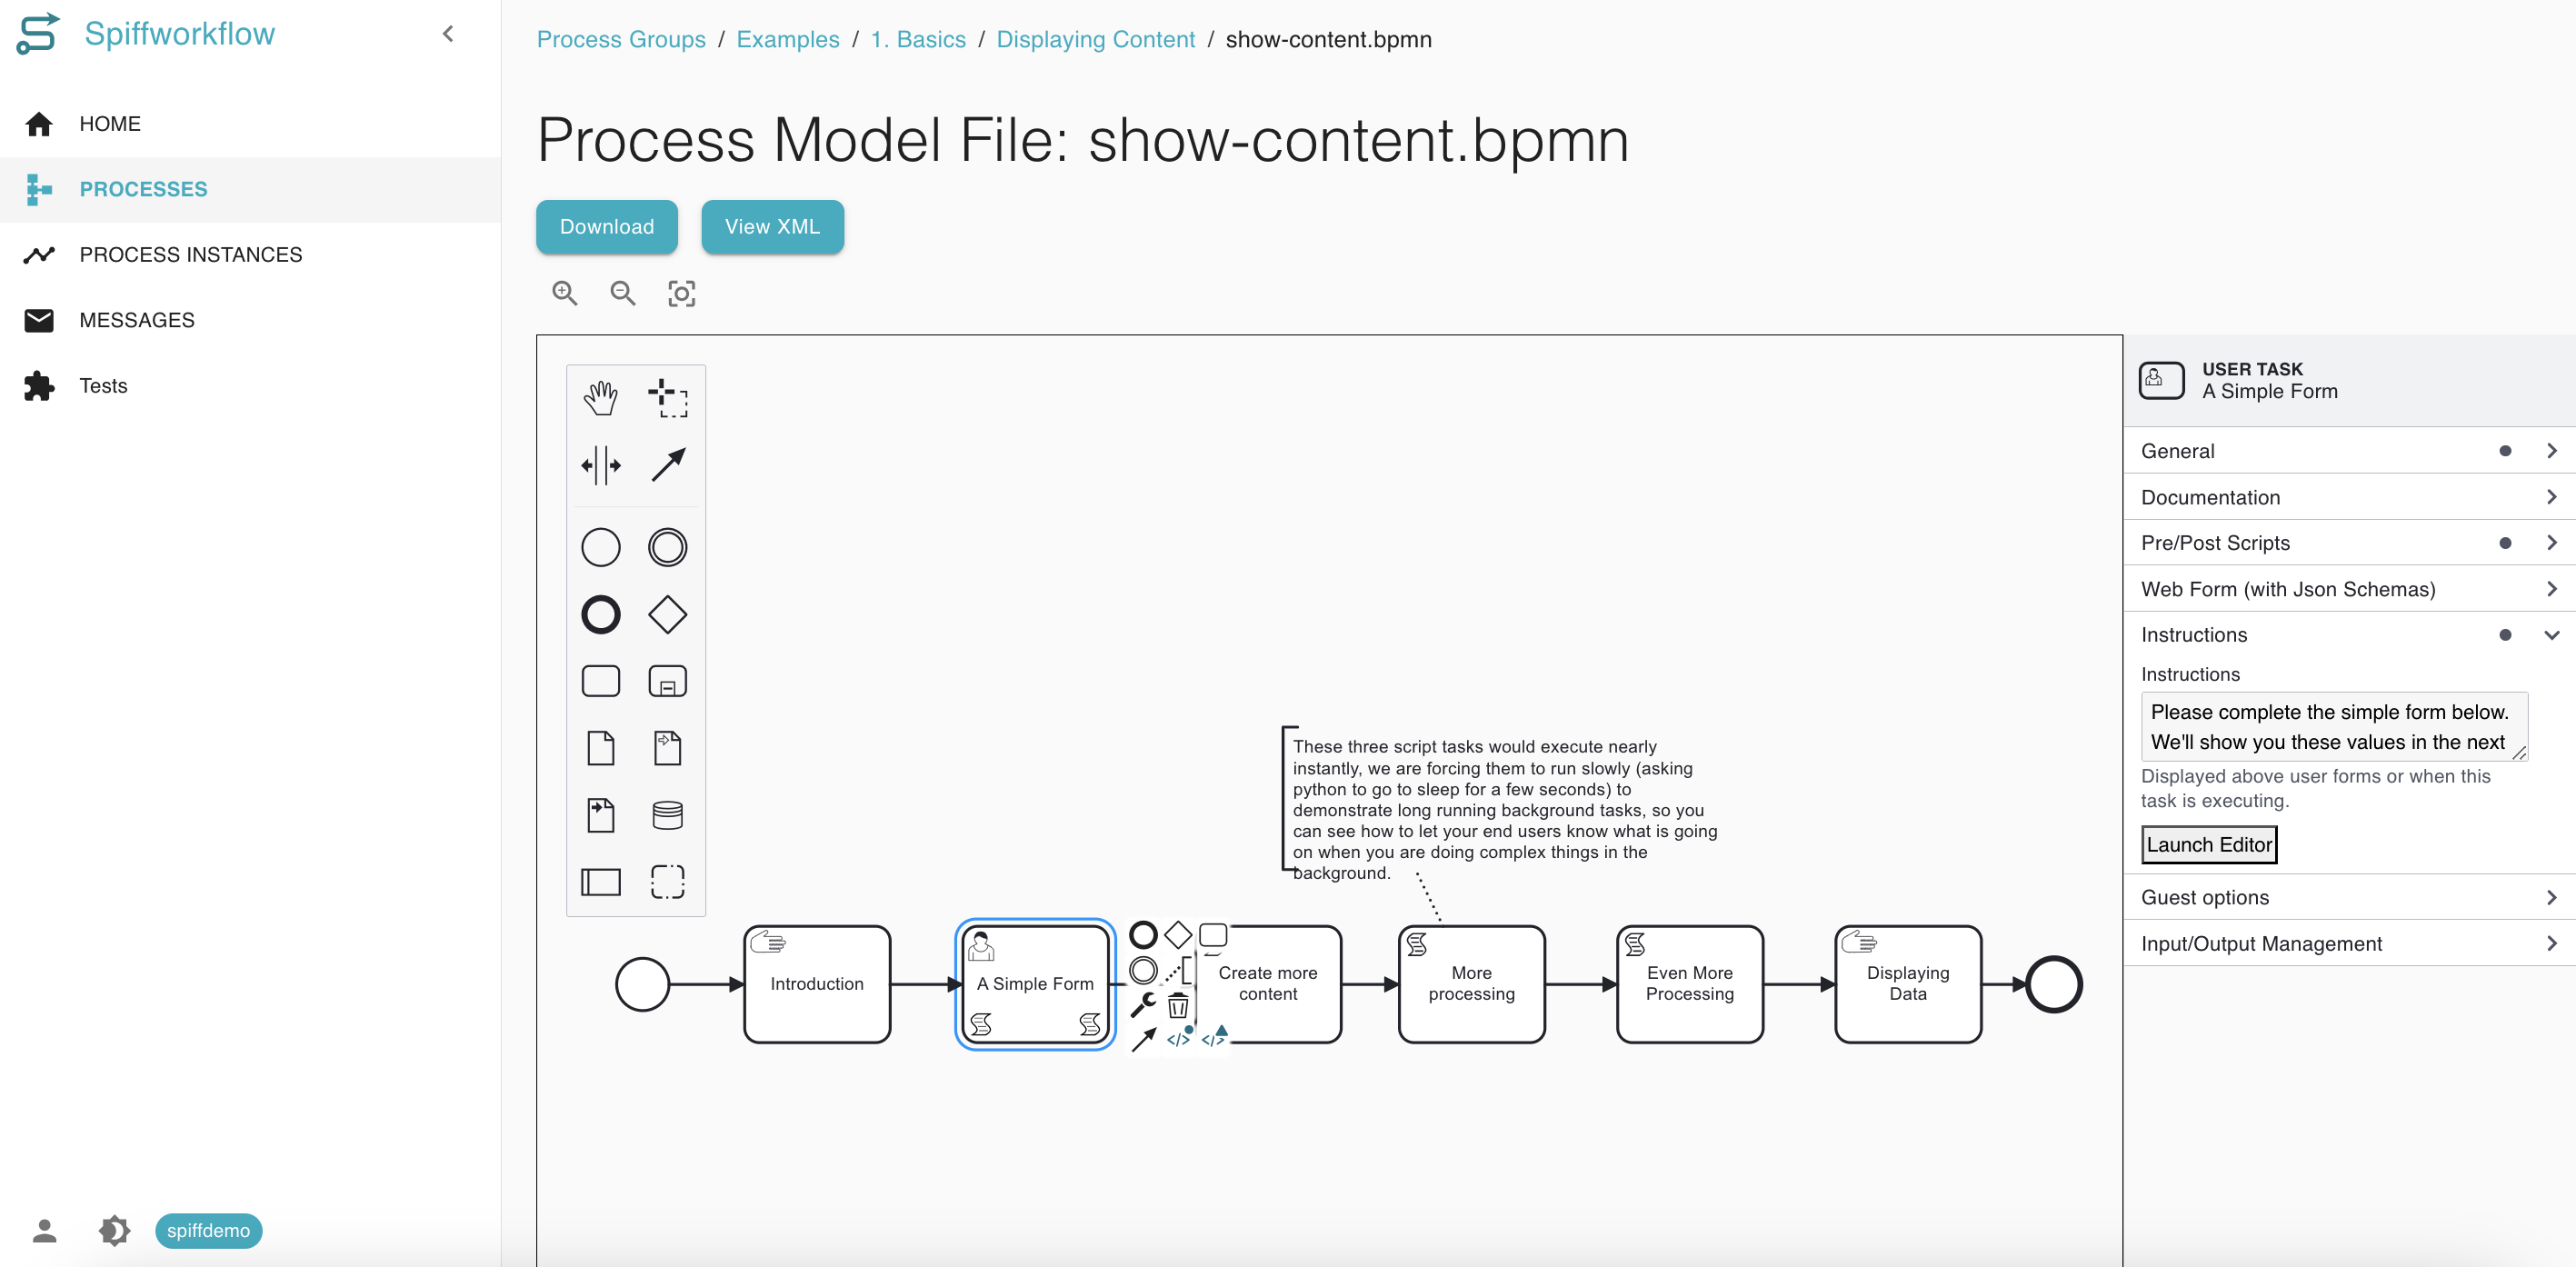 Spiffworkflow
HOME
PROCESSES
PROCESS INSTANCES
MESSAGES
Tests
spiffdemo
Process Groups / Examples / 1. Basics / Displaying Content / show-content.bpmn
Process Model File: show-content.bpmn
Download
View XML
These three script tasks would execute nearly
instantly, we are forcing them to run slowly (asking
python to go to sleep for a few seconds) to
demonstrate long running background tasks, so you
can see how to let your end users know what is going
on when you are doing complex things in the
background.
Introduction
A Simple Form
Create more
content
More
processing
Even More
Processing
Displaying
Data
USER TASK
A Simple Form
General
Documentation
Pre/Post Scripts
Web Form (with Json Schemas)
Instructions
Instructions
Please complete the simple form below.
We'll show you these values in the next
Displayed above user forms or when this
task is executing.
Launch Editor
Guest options
Input/Output Management